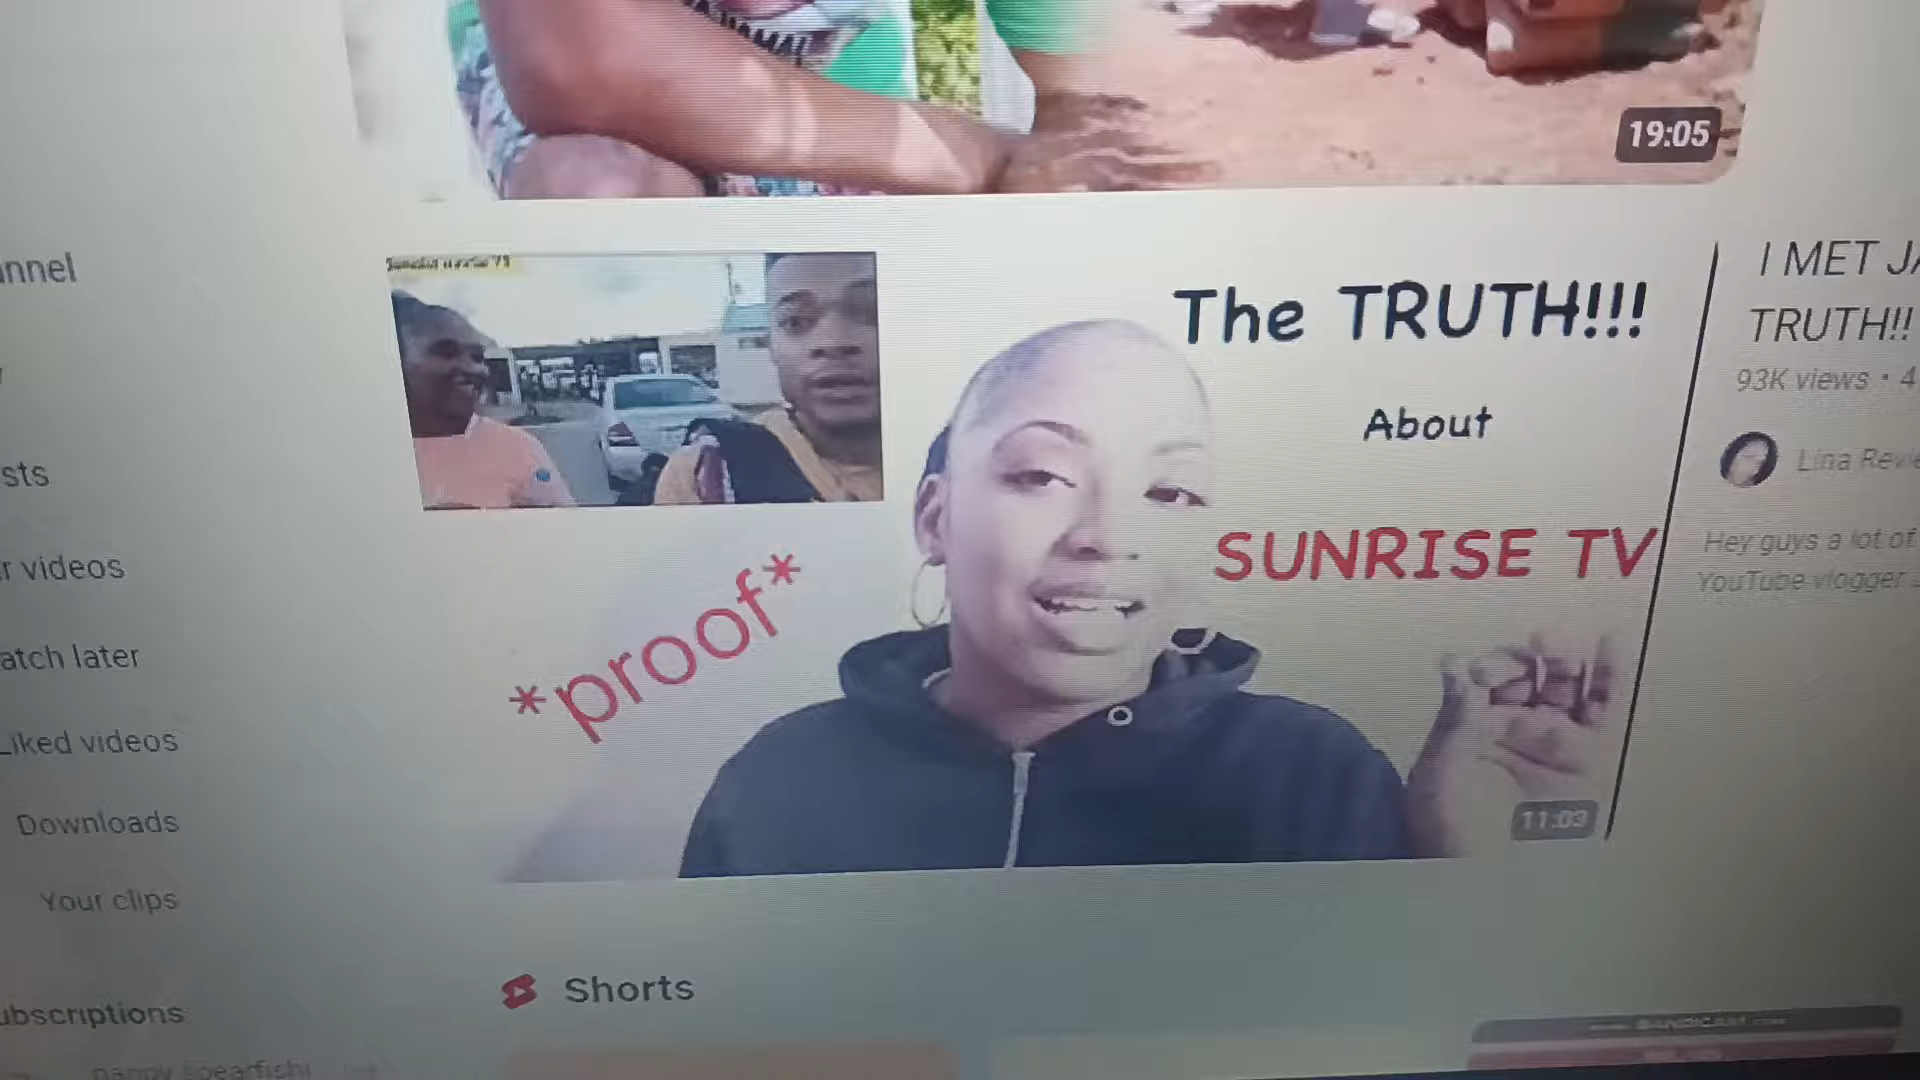 19:05
The TRUTH!!!
About
SUNRISE TV
*proof*
11:03
I MET
TRUTH!!
93K views • 4
Lina
Hey guys a lot of
YouTube vlogger
nnel
sts
r videos
atch later
Liked videos
Downloads
Your clips
ubscriptions
Shorts